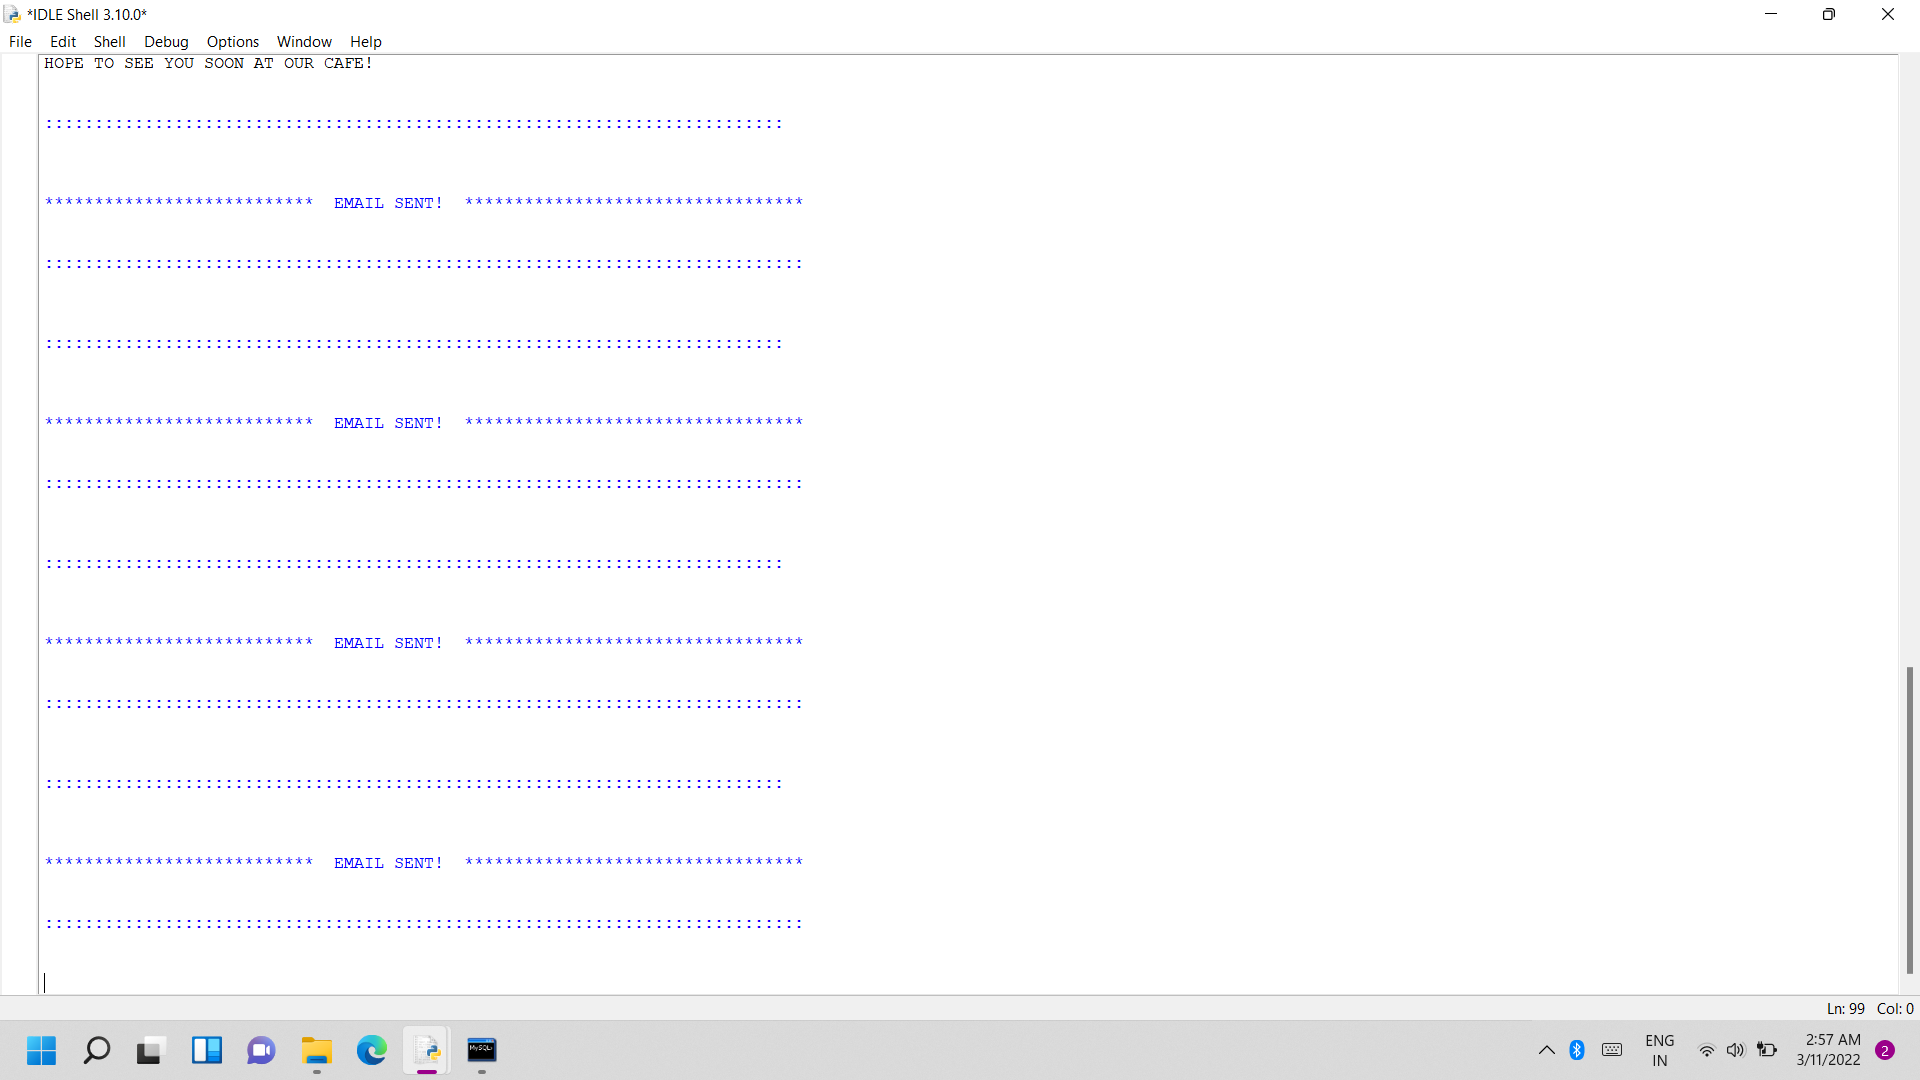 *IDLE Shell 3.10.0*
File Edit Shell Debug Options Window Help
HOPE TO SEE YOU SOON AT OUR CAFE!
::::::::::::::::::::::::::::::::::::::::::::::::::::::::::::::::::::::::::
*************************** EMAIL SENT! **********************************
::::::::::::::::::::::::::::::::::::::::::::::::::::::::::::::::::::::::::::
::::::::::::::::::::::::::::::::::::::::::::::::::::::::::::::::::::::::::
*************************** EMAIL SENT! **********************************
::::::::::::::::::::::::::::::::::::::::::::::::::::::::::::::::::::::::::::
::::::::::::::::::::::::::::::::::::::::::::::::::::::::::::::::::::::::::
*************************** EMAIL SENT! **********************************
::::::::::::::::::::::::::::::::::::::::::::::::::::::::::::::::::::::::::::
::::::::::::::::::::::::::::::::::::::::::::::::::::::::::::::::::::::::::
*************************** EMAIL SENT! **********************************
::::::::::::::::::::::::::::::::::::::::::::::::::::::::::::::::::::::::::::
Ln: 99 Col: 0
MySQL
ENG
IN
2:57 AM
3/11/2022
2